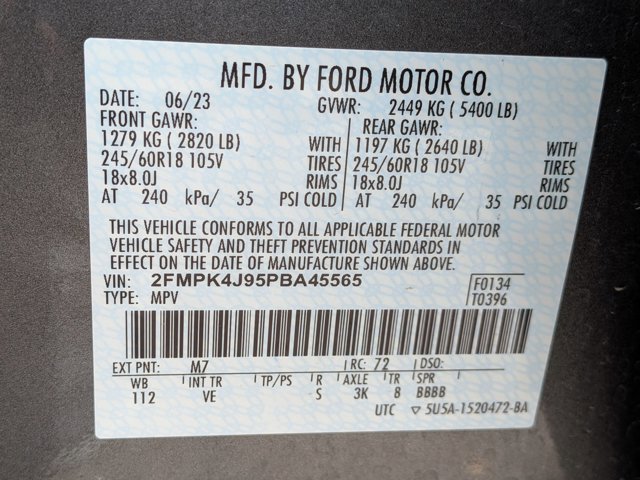 MFD. BY FORD MOTOR CO.
DATE: 06/23 GVWR: 2449 KG ( 5400 LB)
FRONT GAWR: REAR GAWR:
1279 KG ( 2820 LB) WITH 1197 KG ( 2640 LB) WITH
245/60R18 105V TIRES 245/60R18 105V TIRES
18x8.0J RIMS 18x8.0J RIMS
AT 240 kPa/ 35 PSI COLD AT 240 kPa/ 35 PSI COLD
THIS VEHICLE CONFORMS TO ALL APPLICABLE FEDERAL MOTOR
VEHICLE SAFETY AND THEFT PREVENTION STANDARDS IN
EFFECT ON THE DATE OF MANUFACTURE SHOWN ABOVE.
VIN: 2FMPK4J95PBA45565 F0134
TYPE: MPV T0396
EXT PNT: M7 RC: 72 DSO:
WB INT TR TP/PS R AXLE TR SPR
112 VE S 3K 8 BBBB
UTC ▽ 5U5A-1520472-BA